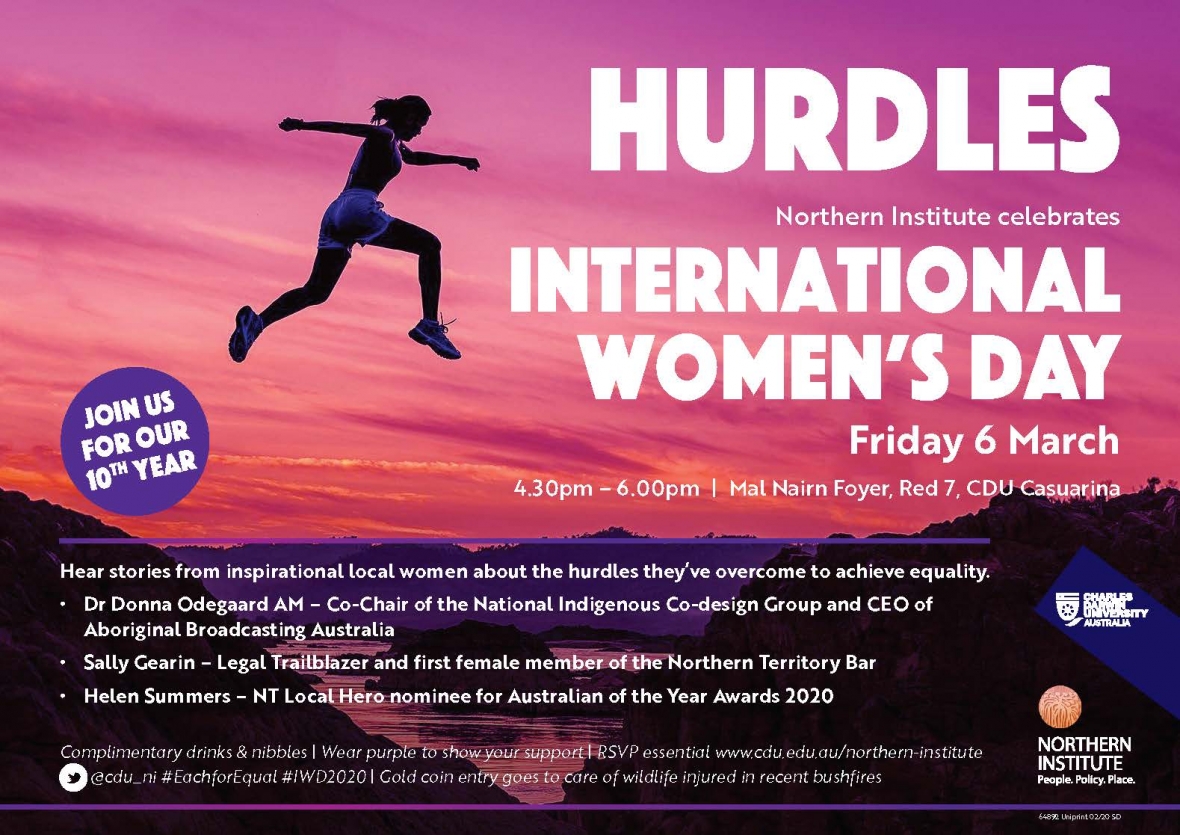 HURDLES
Northern Institute celebrates
INTERNATIONAL
WOMEN'S DAY
Friday 6 March
4.30pm – 6.00pm | Mal Nairn Foyer, Red 7, CDU Casuarina
JOIN US
FOR OUR
10TH YEAR
Hear stories from inspirational local women about the hurdles they've overcome to achieve equality.
• Dr Donna Odegaard AM – Co-Chair of the National Indigenous Co-design Group and CEO of
Aboriginal Broadcasting Australia
• Sally Gearin – Legal Trailblazer and first female member of the Northern Territory Bar
• Helen Summers – NT Local Hero nominee for Australian of the Year Awards 2020
Complimentary drinks & nibbles | Wear purple to show your support | RSVP essential www.cdu.edu.au/northern-institute
@cdu_ni #EachforEqual #IWD2020 | Gold coin entry goes to care of wildlife injured in recent bushfires
CHARLES
DARWIN
UNIVERSITY
AUSTRALIA
NORTHERN
INSTITUTE
People. Policy. Place.
64892 Uniprint 02/20 SD